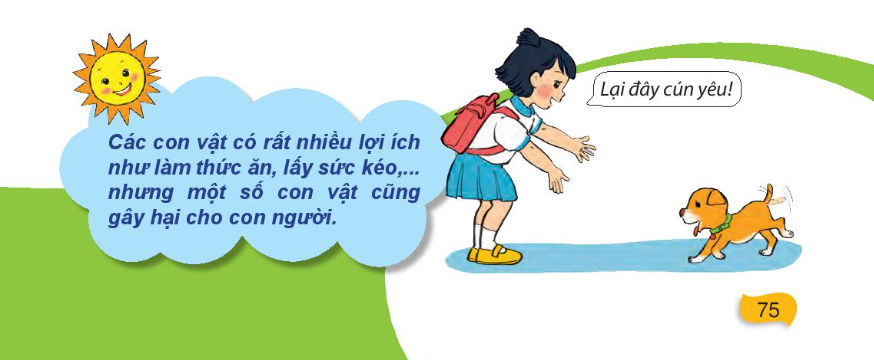 Các con vật có rất nhiều lợi ích
như làm thức ăn, lấy sức kéo,...
nhưng một số con vật cũng
gây hại cho con người.
Lại đây cún yêu!
75